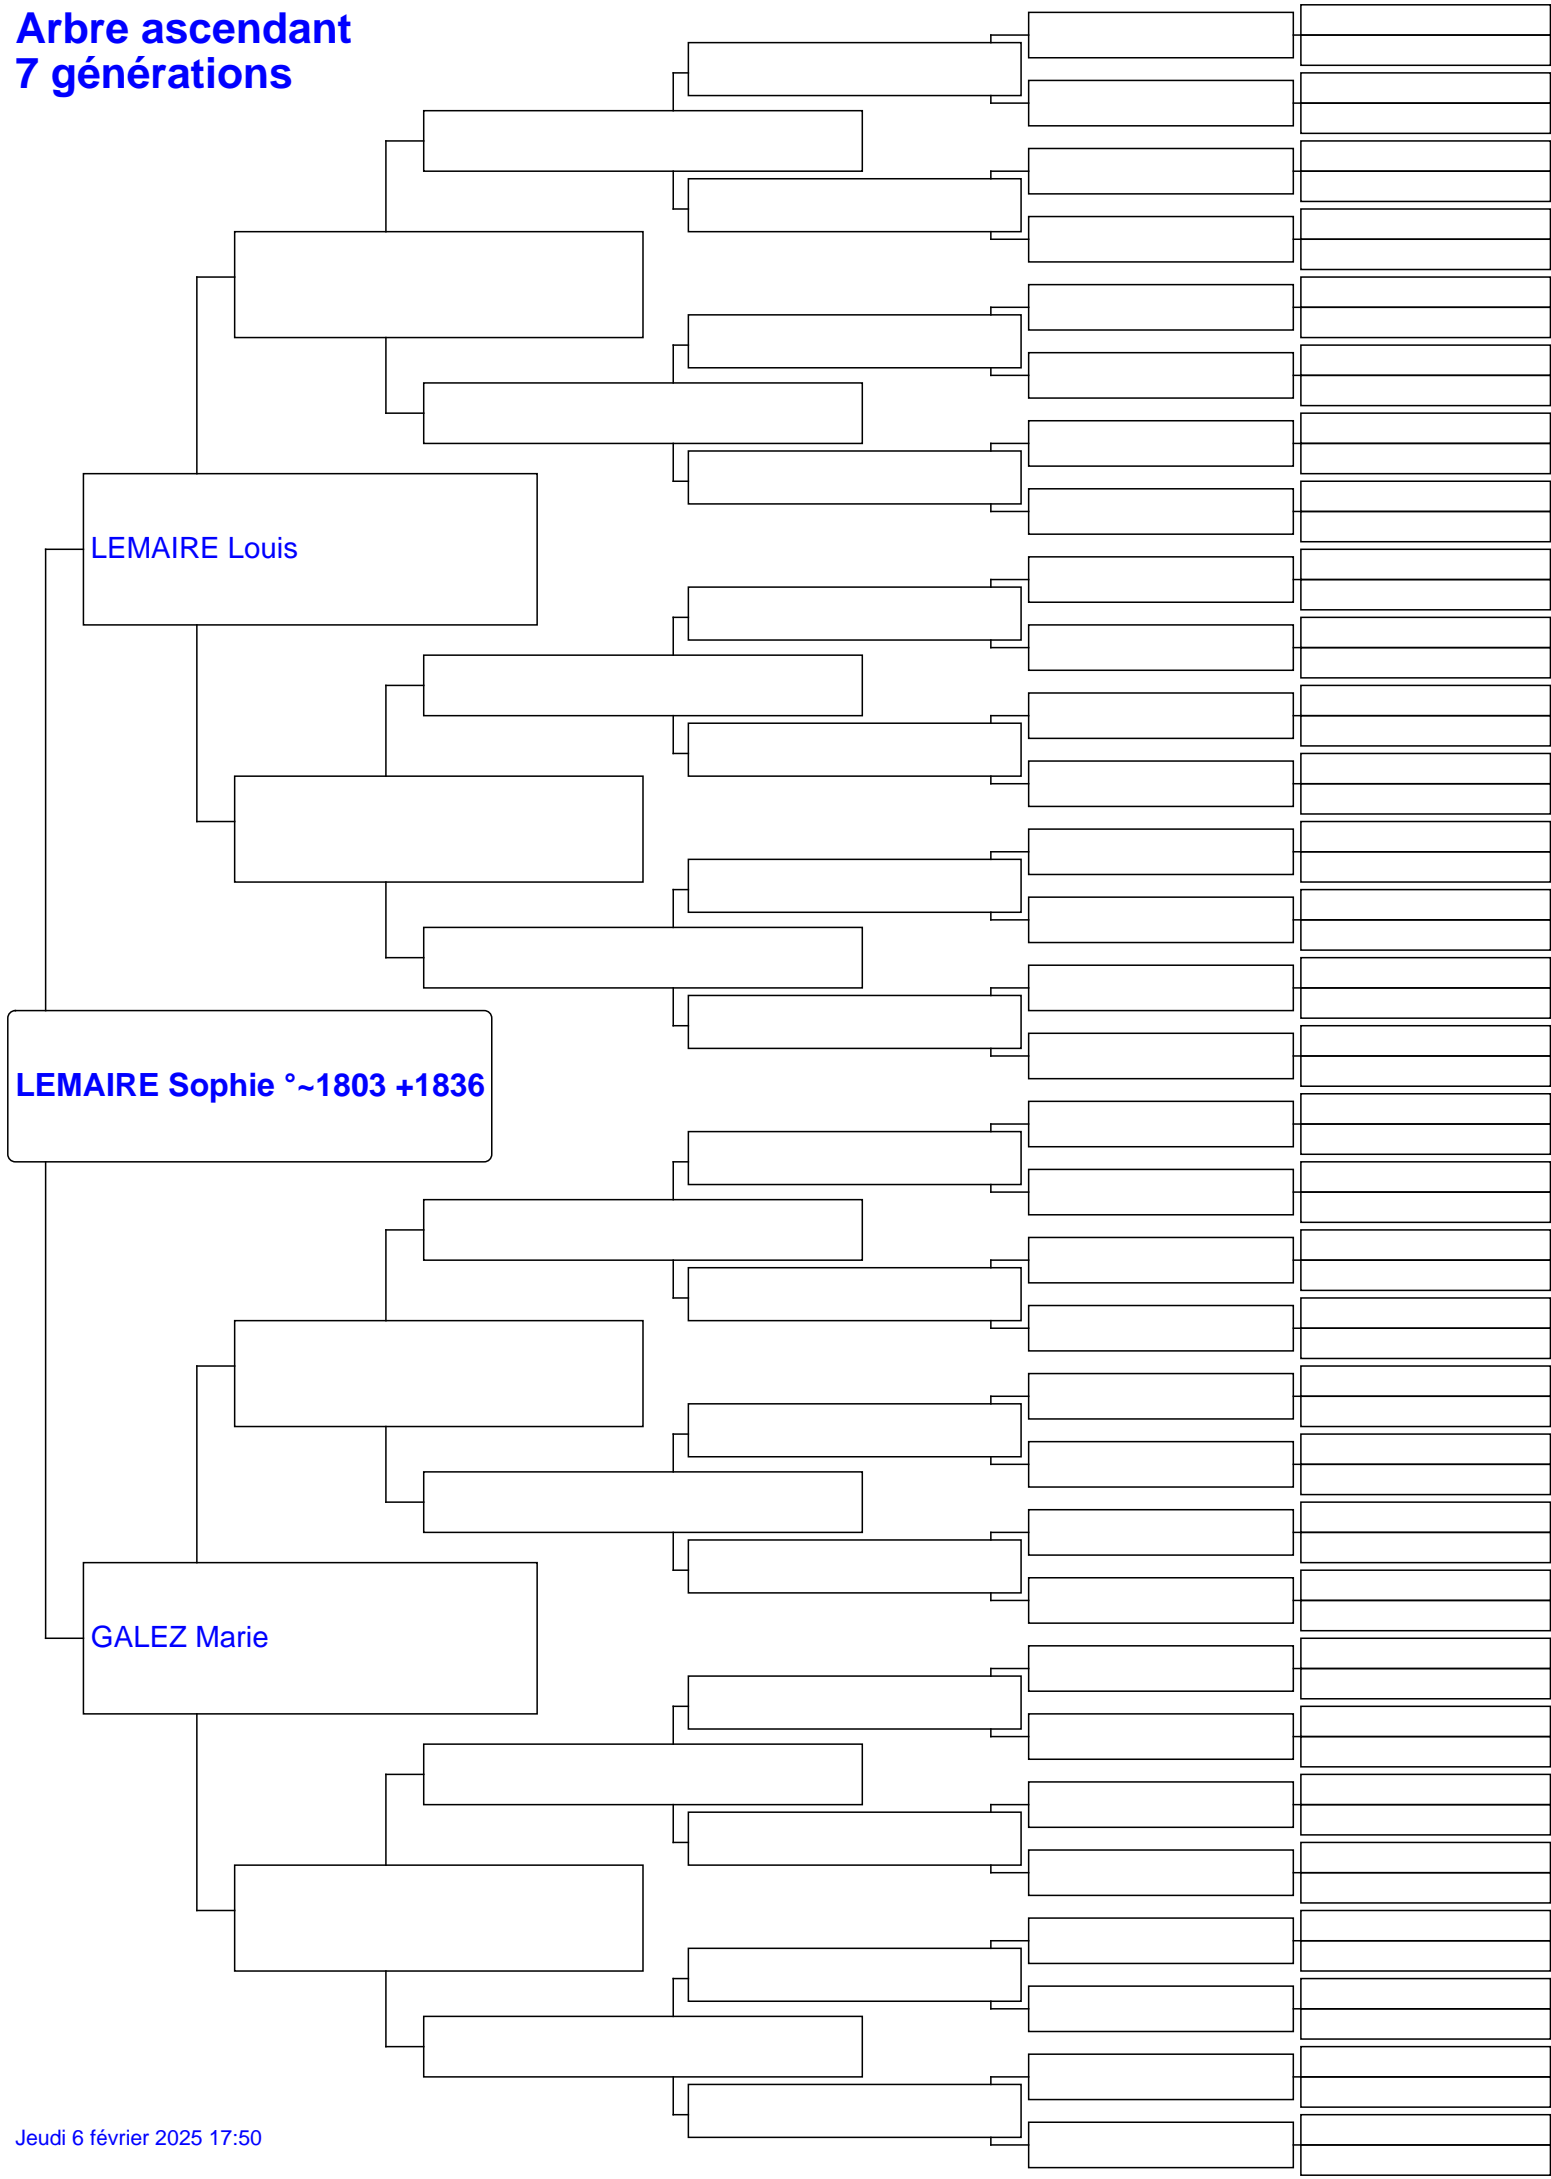 Arbre ascendant
7 générations
LEMAIRE Louis
LEMAIRE Sophie °~1803 +1836
GALEZ Marie
Jeudi 6 février 2025 17:50